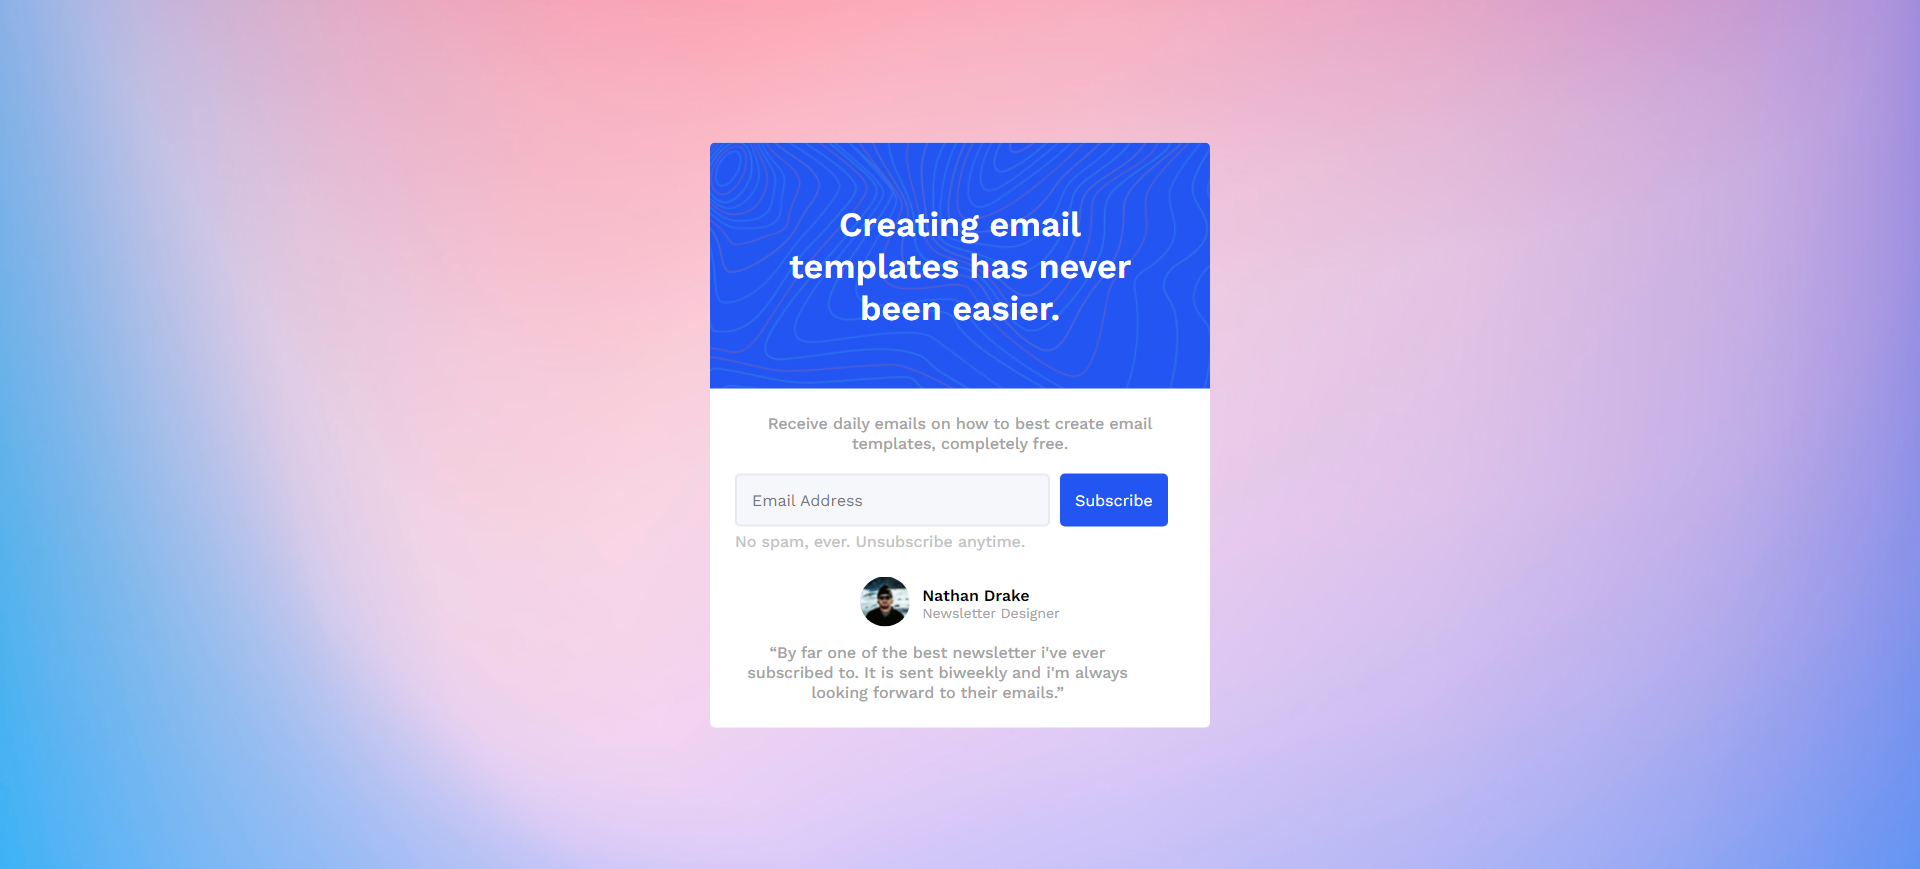 Creating email
templates has never
been easier.
Receive daily emails on how to best create email
templates, completely free.
Email Address
Subscribe
No spam, ever. Unsubscribe anytime.
Nathan Drake
Newsletter Designer
“By far one of the best newsletter i've ever
subscribed to. It is sent biweekly and i'm always
looking forward to their emails.”